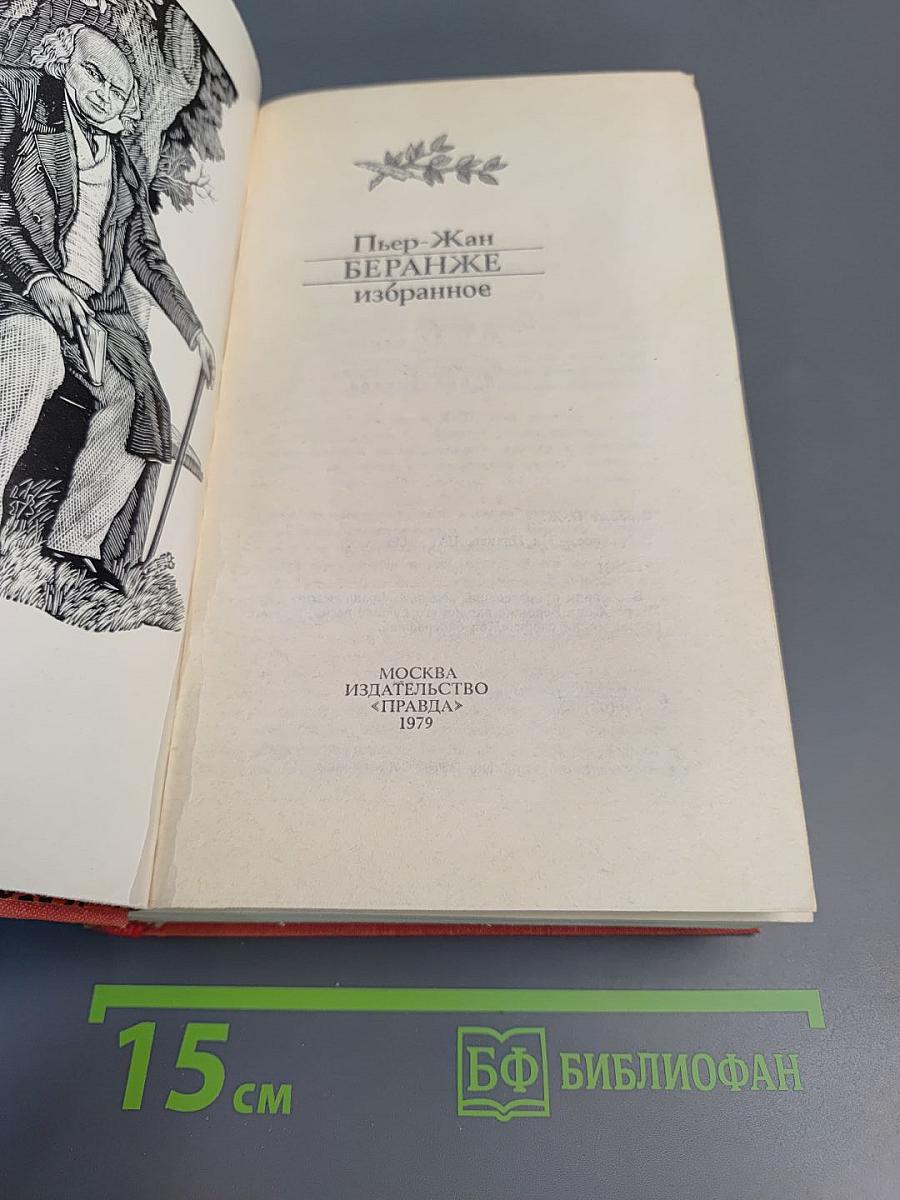 Пьер-Жан
БЕРАНЖЕ
избранное
МОСКВА
ИЗДАТЕЛЬСТВО
«ПРАВДА»
1979
15 см
БФ БИБЛИОФАН